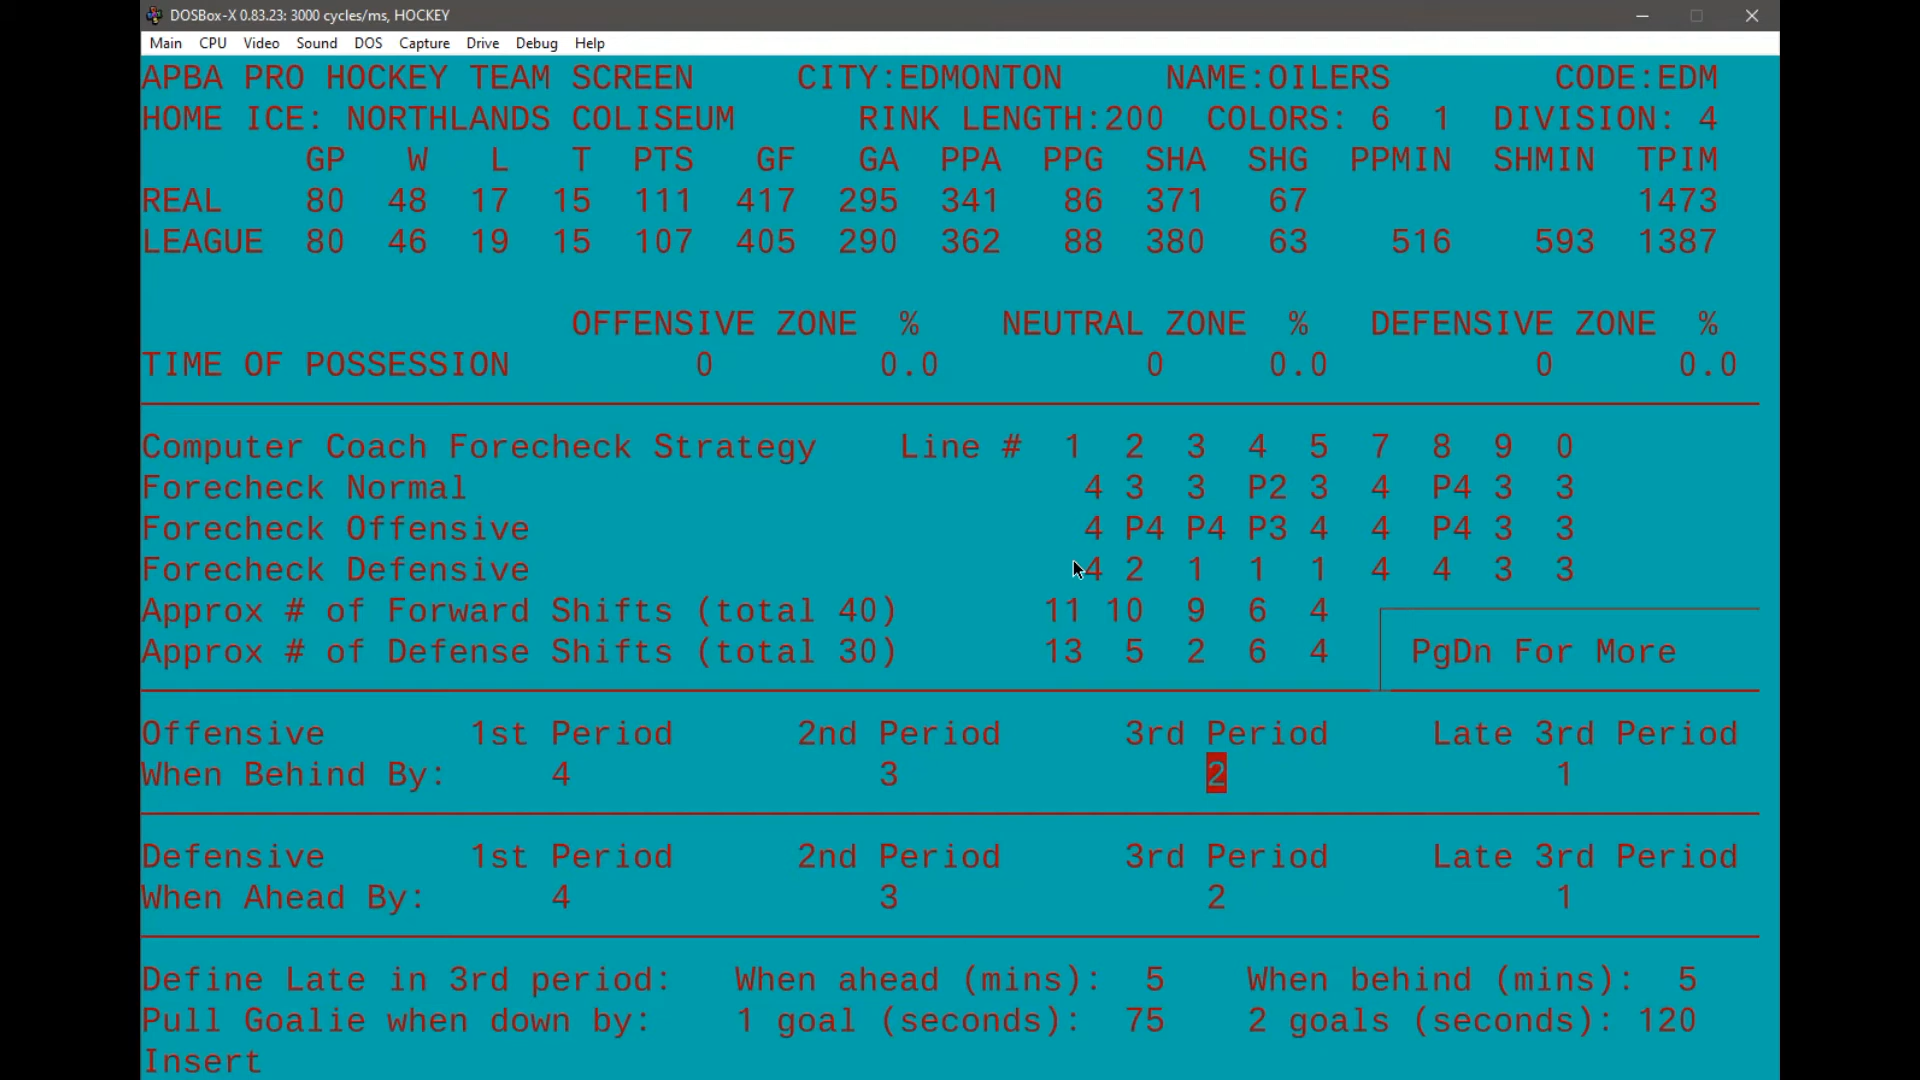 DOSBox-X 0.83.23: 3000 cycles/ms, HOCKEY
Main CPU Video Sound DOS Capture Drive Debug Help
APBA PRO HOCKEY TEAM SCREEN CITY:EDMONTON NAME:OILERS CODE:EDM
HOME ICE: NORTHLANDS COLISEUM RINK LENGTH:200 COLORS: 6 1 DIVISION: 4
GP W L T PTS GF GA PPA PPG SHA SHG PPMIN SHMIN TPIM
REAL 80 48 17 15 111 417 295 341 86 371 67 1473
LEAGUE 80 46 19 15 107 405 290 362 88 380 63 516 593 1387
OFFENSIVE ZONE % NEUTRAL ZONE % DEFENSIVE ZONE %
TIME OF POSSESSION 0 0.0 0 0.0 0 0.0
Computer Coach Forecheck Strategy Line # 1 2 3 4 5 7 8 9 0
Forecheck Normal 4 3 3 P2 3 4 P4 3 3
Forecheck Offensive 4 P4 P4 P3 4 4 P4 3 3
Forecheck Defensive 4 2 1 1 1 4 4 3 3
Approx # of Forward Shifts (total 40) 11 10 9 6 4
Approx # of Defense Shifts (total 30) 13 5 2 6 4 PgDn For More
Offensive 1st Period 2nd Period 3rd Period Late 3rd Period
When Behind By: 4 3 2 1
Defensive 1st Period 2nd Period 3rd Period Late 3rd Period
When Ahead By: 4 3 2 1
Define Late in 3rd period: When ahead (mins): 5 When behind (mins): 5
Pull Goalie when down by: 1 goal (seconds): 75 2 goals (seconds): 120
Insert